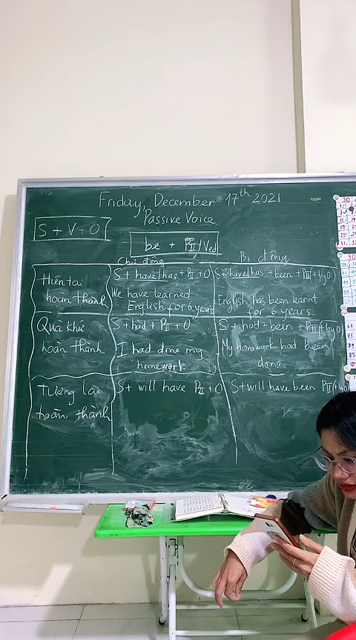 Friday, December 17th 2021
Passive Voice
S + V + O
be + PII/Ved
Chủ động
Bị động
Hiện tại
hoàn thành
S + have/has + PII + O
We have learned
English for 6 years
S + have/has + been + PII + by O
English has been learnt
for 6 years.
Quá khứ
hoàn thành
S + had + PII + O
I had done my
homework
S + had + been + PII + by O
My homework had been
done
Tương lai
hoàn thành
S + will have PII + O
S + will have been PII